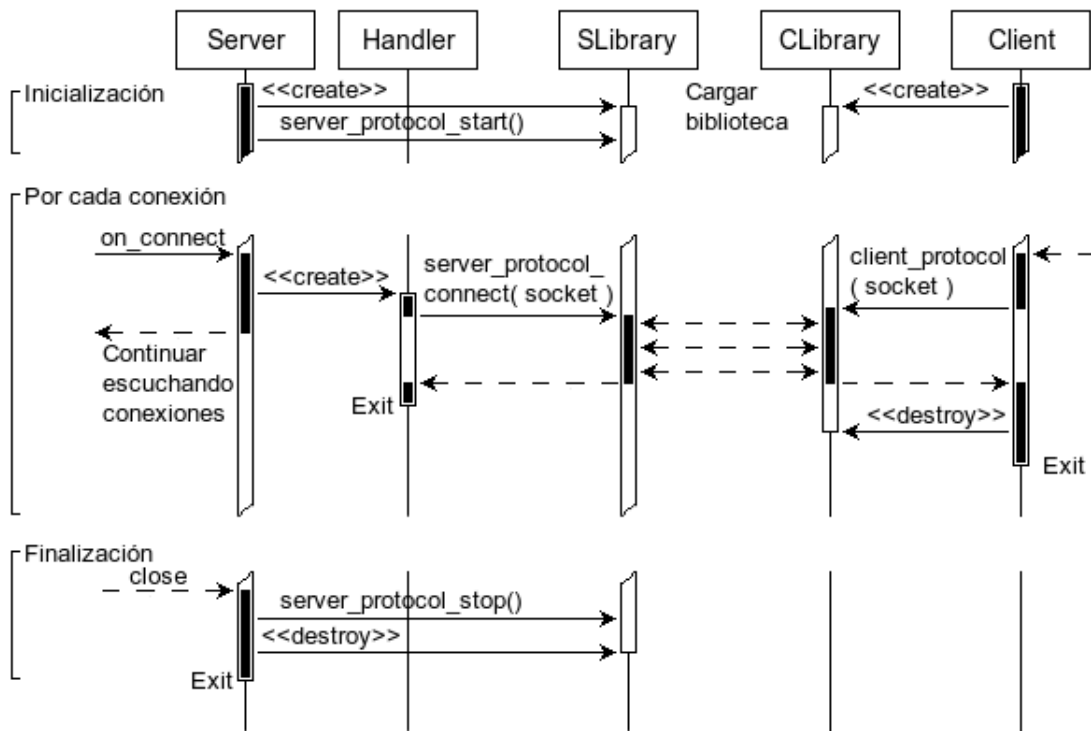 Server
Handler
SLibrary
CLibrary
Client
Inicialización
<<create>>
server_protocol_start()
Cargar
biblioteca
<<create>>
Por cada conexión
on_connect
<<create>>
server_protocol_
connect( socket )
client_protocol
( socket )
Continuar
escuchando
conexiones
Exit
<<destroy>>
Exit
Finalización
close
server_protocol_stop()
<<destroy>>
Exit